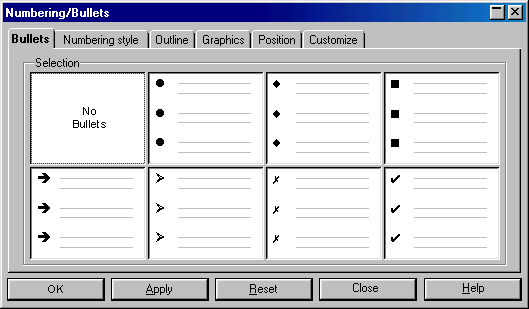 Numbering/Bullets
Bullets Numbering style Outline Graphics Position Customize
Selection
No
Bullets
OK Apply Reset Close Help